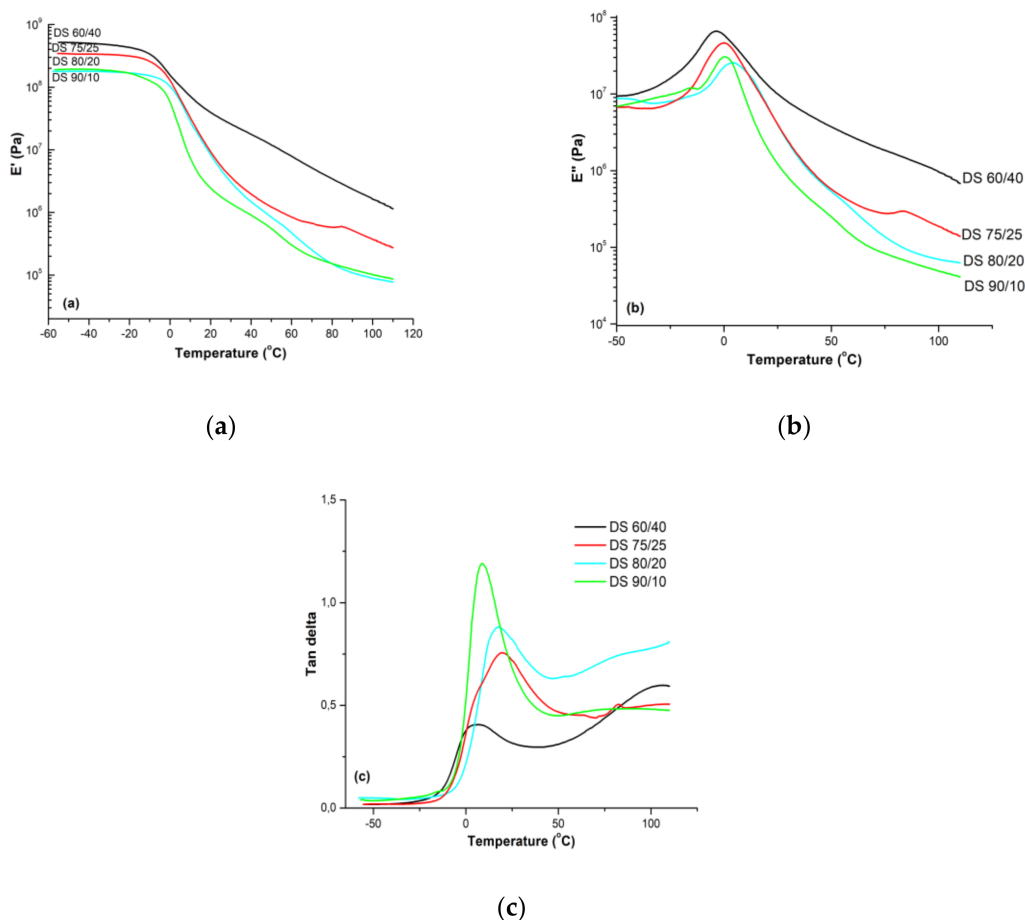 10⁹
DS 60/40
DS 75/25
DS 80/20
DS 90/10
10⁸
10⁷
10⁶
10⁵
E' (Pa)
(a)
-60 -40 -20 0 20 40 60 80 100 120
Temperature (°C)
(a)
10⁸
10⁷
10⁶
10⁵
10⁴
E" (Pa)
DS 60/40
DS 75/25
DS 80/20
DS 90/10
(b)
-50 0 50 100
Temperature (°C)
(b)
1,5
1,0
0,5
0,0
Tan delta
DS 60/40
DS 75/25
DS 80/20
DS 90/10
(c)
-50 0 50 100
Temperature (°C)
(c)